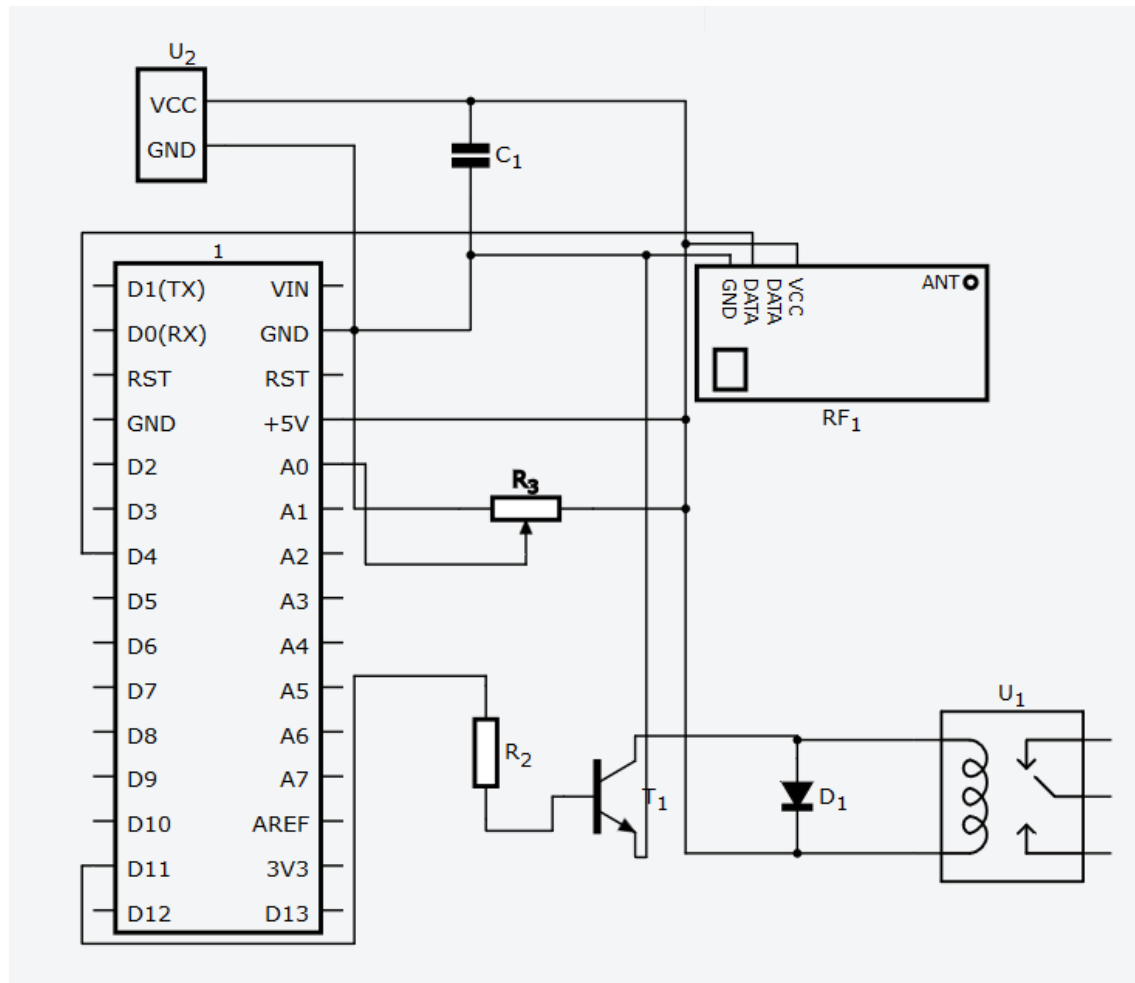 U2
VCC
GND
C1
1
D1(TX) VIN
D0(RX) GND
RST RST
GND +5V
D2 A0
D3 A1
D4 A2
D5 A3
D6 A4
D7 A5
D8 A6
D9 A7
D10 AREF
D11 3V3
D12 D13
GND
DATA
DATA
VCC
ANT
RF1
R3
R2
T1
D1
U1